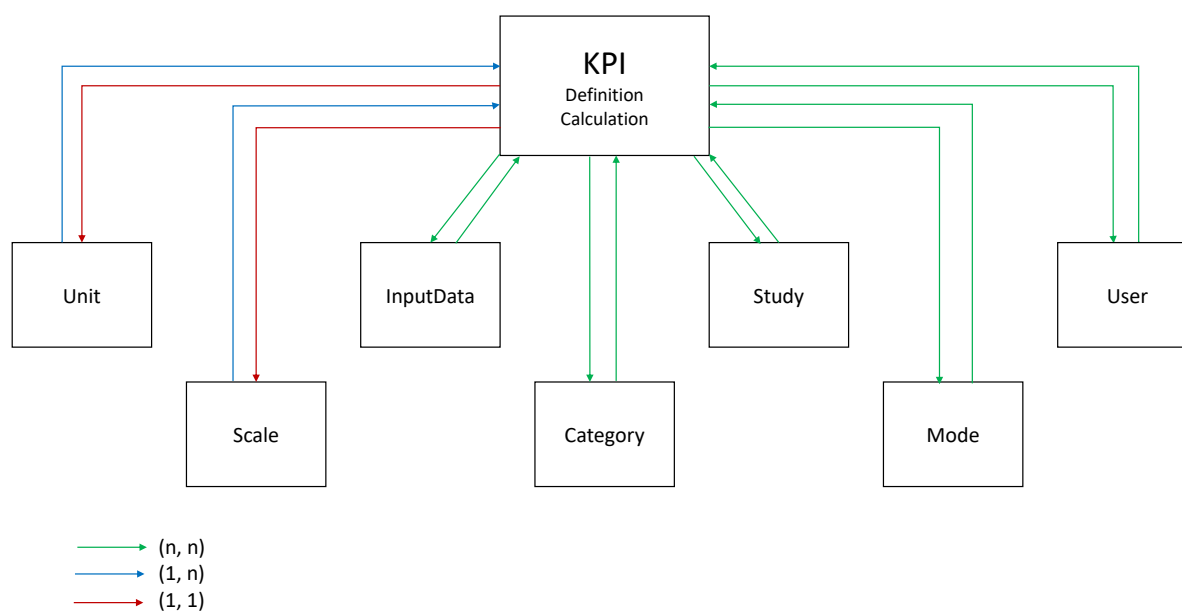 KPI
Definition
Calculation
Unit
InputData
Study
User
Scale
Category
Mode
(n, n)
(1, n)
(1, 1)